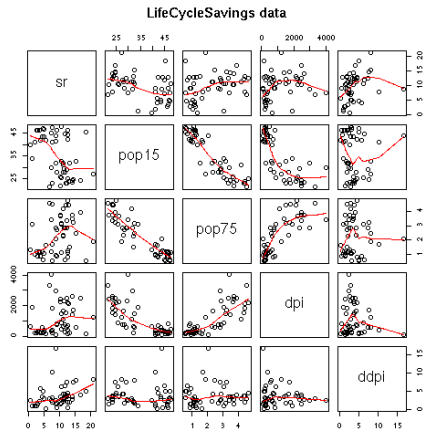 LifeCycleSavings data
25 35 45
0 2000 4000
sr
0 5 10 15 20
25 35 45
pop15
pop75
1 2 3 4
0 2000 4000
dpi
ddpi
0 5 10 15
0 5 10 15 20
1 2 3 4
0 5 10 15